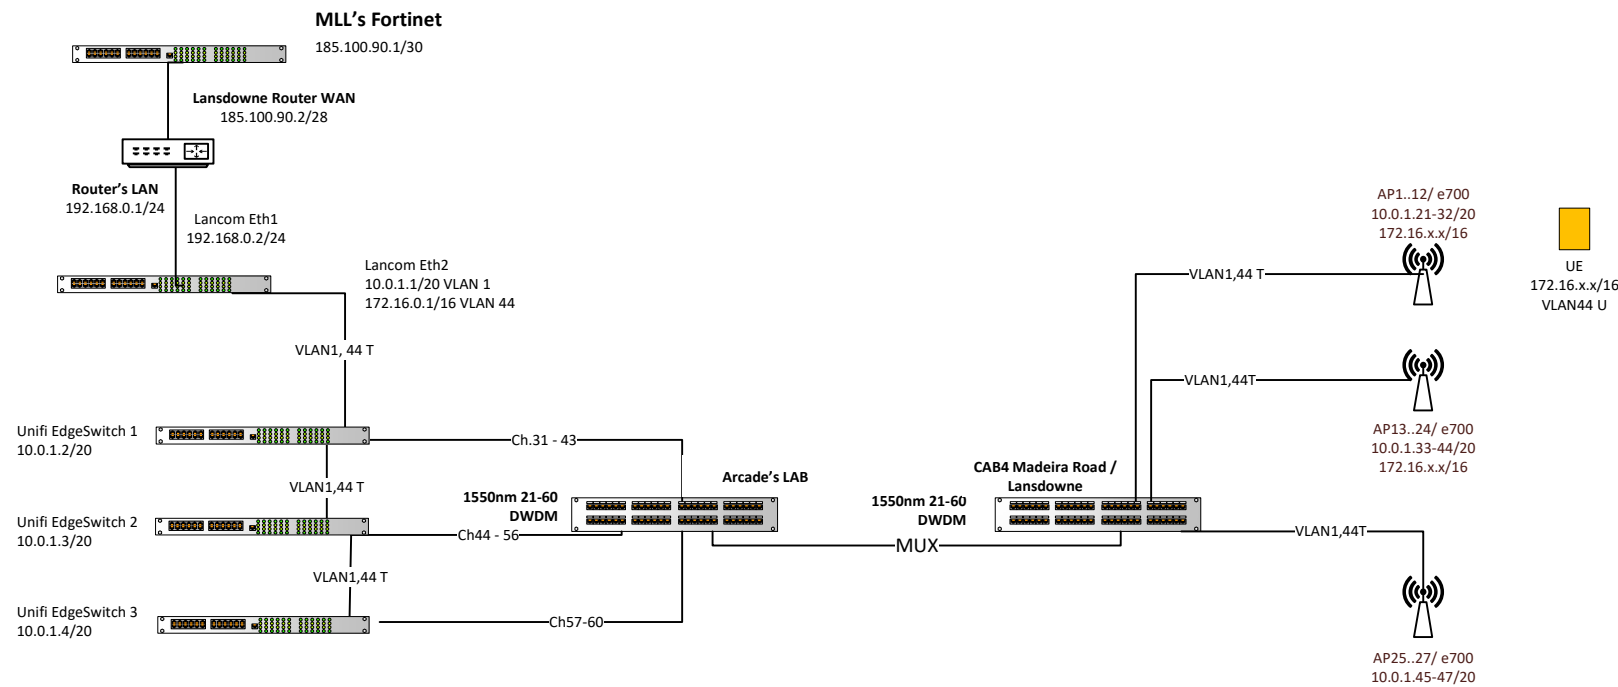 MLL's Fortinet
185.100.90.1/30
Lansdowne Router WAN
185.100.90.2/28
Router's LAN
192.168.0.1/24
Lancom Eth1
192.168.0.2/24
Lancom Eth2
10.0.1.1/20 VLAN 1
172.16.0.1/16 VLAN 44
VLAN1, 44 T
Unifi EdgeSwitch 1
10.0.1.2/20
VLAN1,44 T
Unifi EdgeSwitch 2
10.0.1.3/20
VLAN1,44 T
Unifi EdgeSwitch 3
10.0.1.4/20
Ch.31 - 43
Ch44 - 56
Ch57-60
1550nm 21-60
DWDM
Arcade's LAB
MUX
1550nm 21-60
DWDM
CAB4 Madeira Road /
Lansdowne
VLAN1,44 T
VLAN1,44T
VLAN1,44T
AP1..12/ e700
10.0.1.21-32/20
172.16.x.x/16
AP13..24/ e700
10.0.1.33-44/20
172.16.x.x/16
AP25..27/ e700
10.0.1.45-47/20
UE
172.16.x.x/16
VLAN44 U